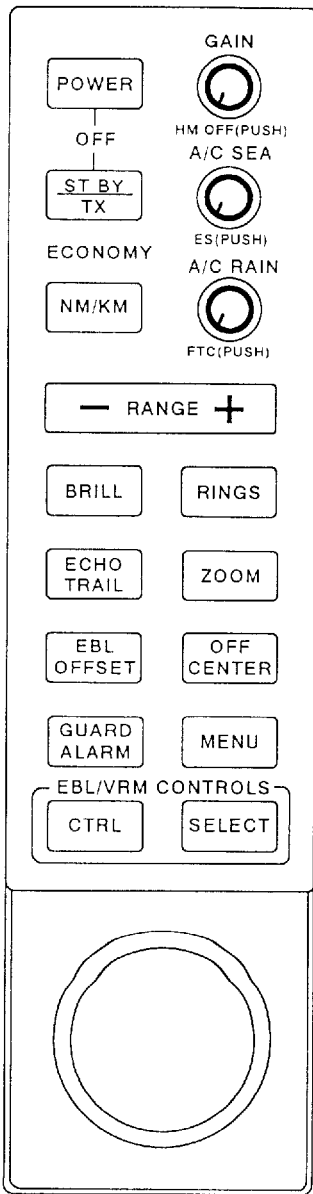 GAIN
POWER
HM OFF(PUSH)
OFF
A/C SEA
ST BY
TX
ES(PUSH)
ECONOMY
A/C RAIN
NM/KM
FTC(PUSH)
− RANGE +
BRILL
RINGS
ECHO
TRAIL
ZOOM
EBL
OFFSET
OFF
CENTER
GUARD
ALARM
MENU
EBL/VRM CONTROLS
CTRL
SELECT